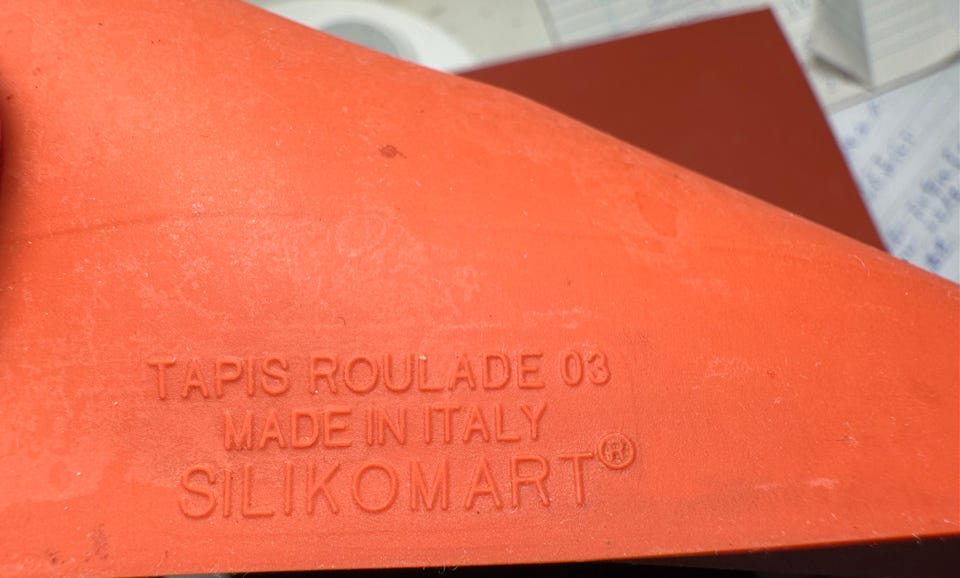 TAPIS ROULADE 03
MADE IN ITALY
SILIKOMART®